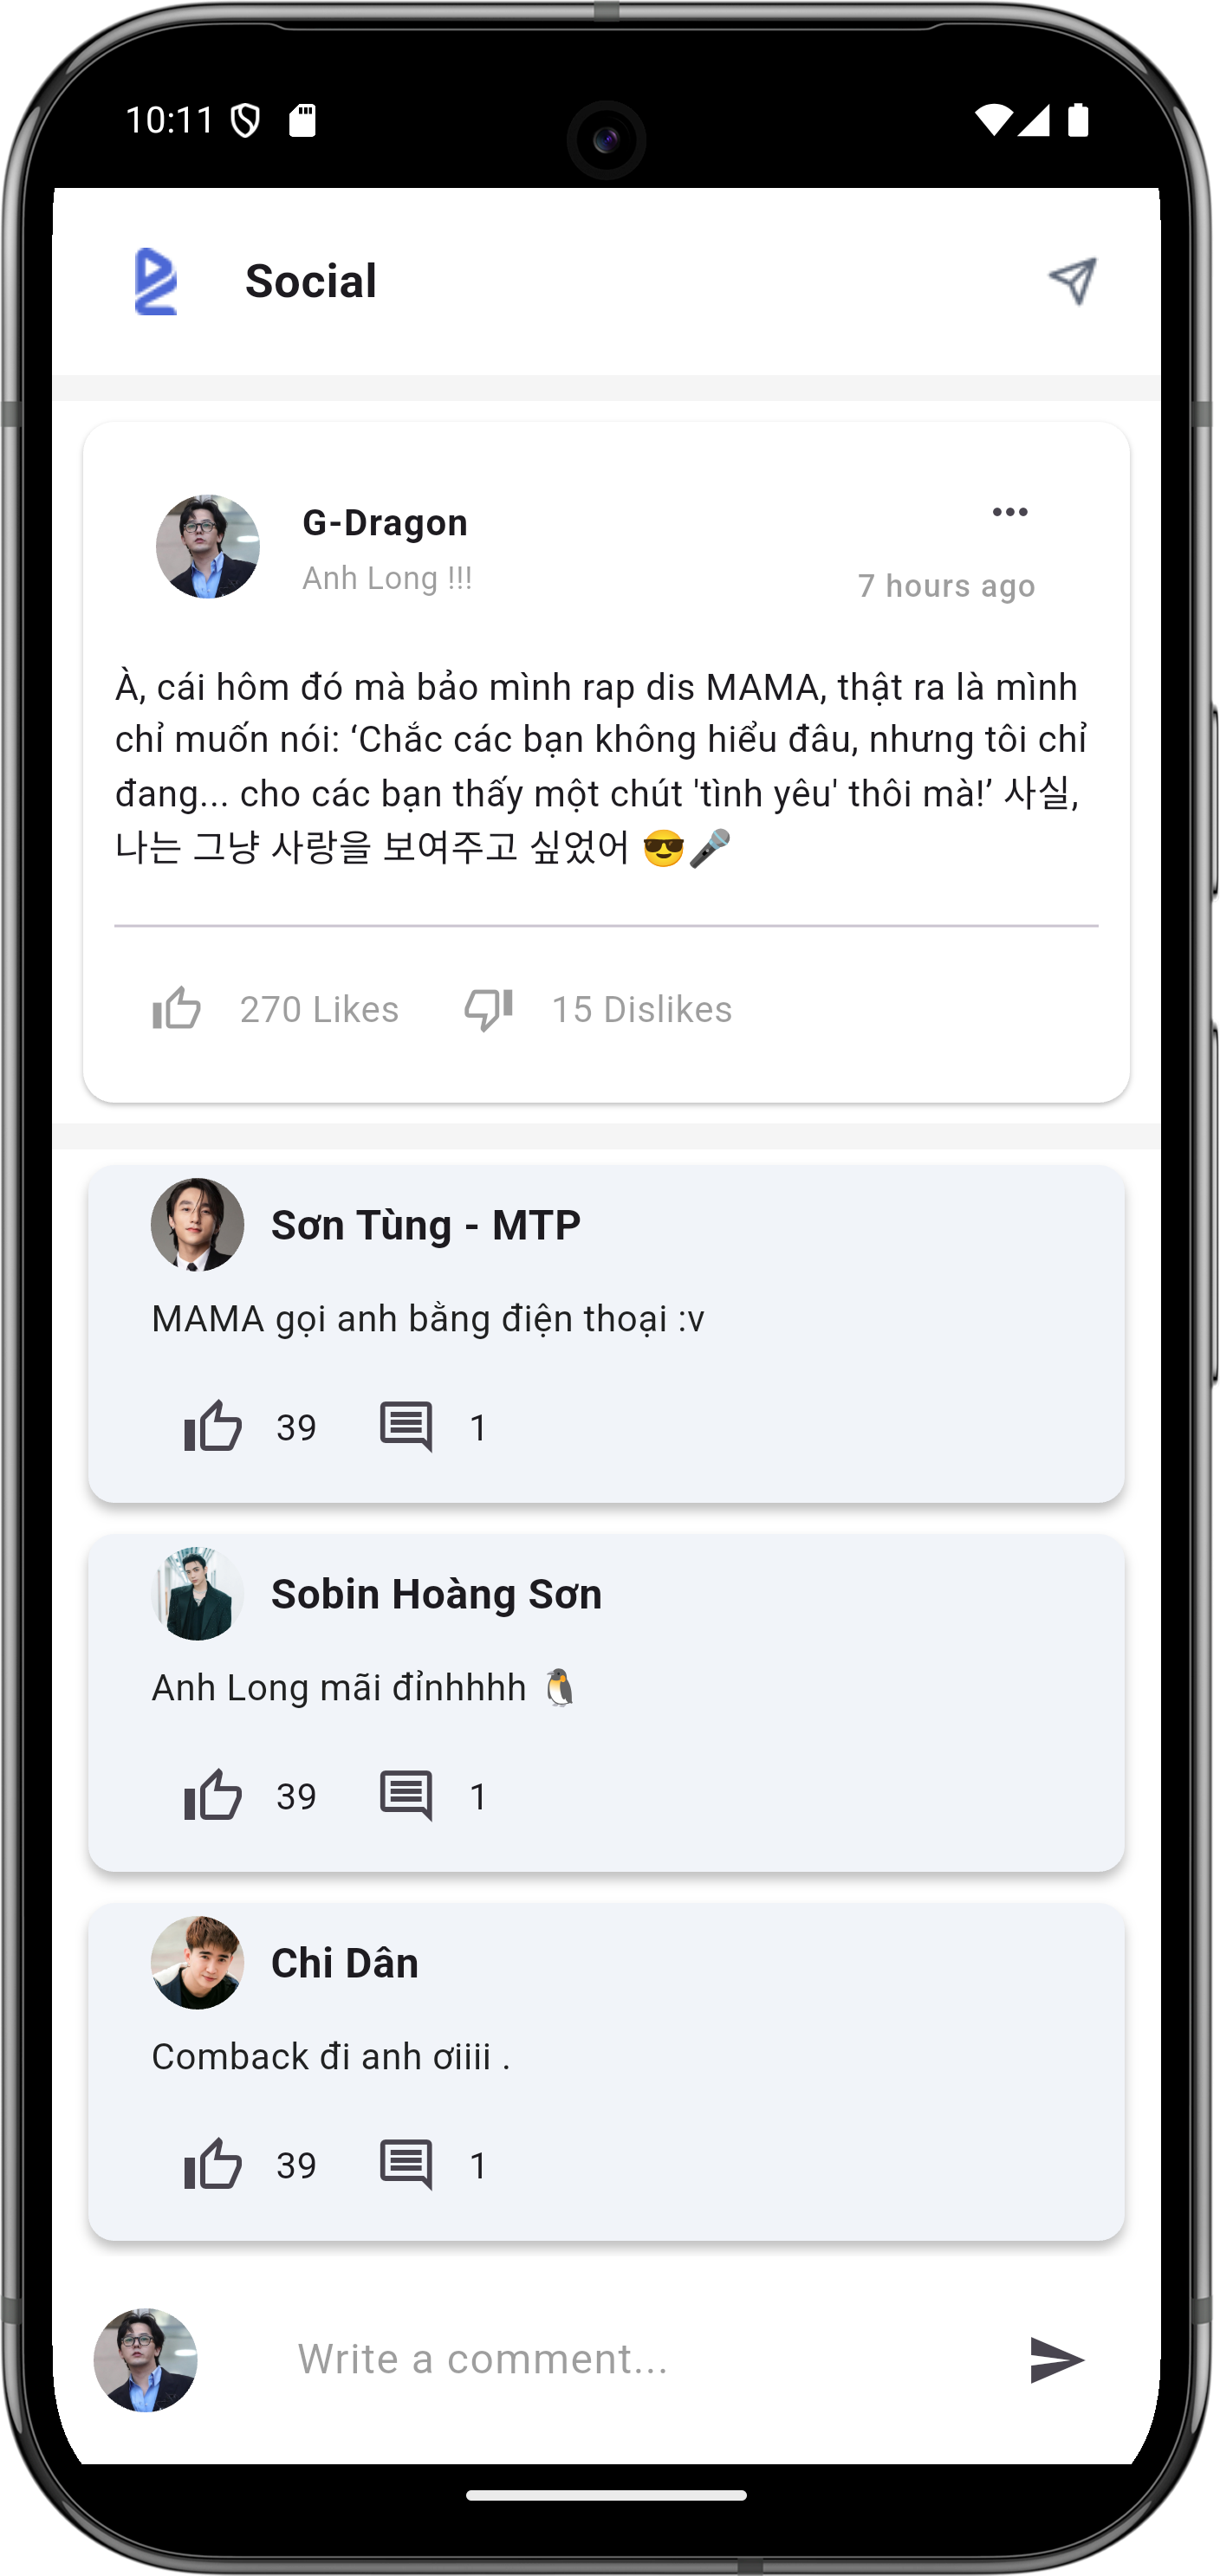 10:11
Social
G-Dragon
Anh Long !!!
7 hours ago
À, cái hôm đó mà bảo mình rap dis MAMA, thật ra là mình
chỉ muốn nói: ‘Chắc các bạn không hiểu đâu, nhưng tôi chỉ
đang... cho các bạn thấy một chút 'tình yêu' thôi mà!’ 사실,
나는 그냥 사랑을 보여주고 싶었어 😎🎤
270 Likes 15 Dislikes
Sơn Tùng - MTP
MAMA gọi anh bằng điện thoại :v
39 1
Sobin Hoàng Sơn
Anh Long mãi đỉnhhhh 🐧
39 1
Chi Dân
Comback đi anh ơiiii .
39 1
Write a comment...